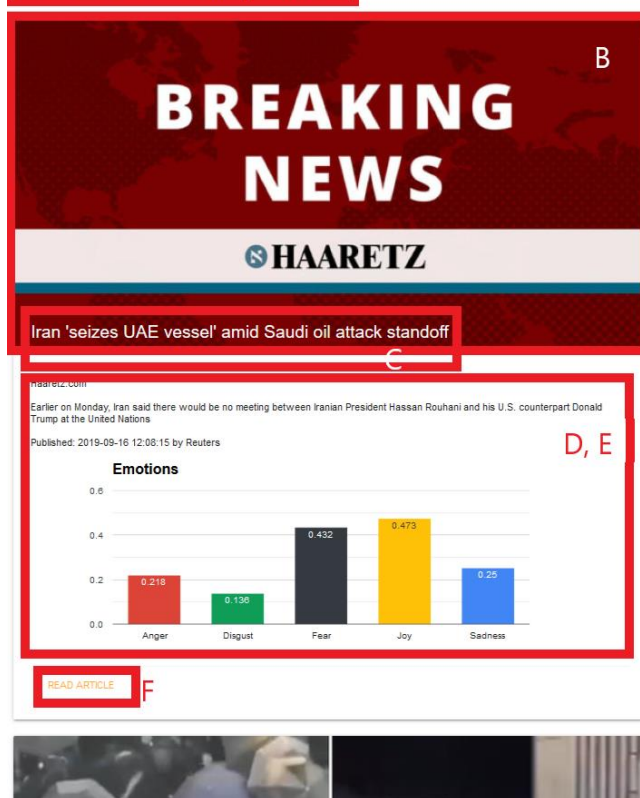 B
BREAKING
NEWS
HAARETZ
Iran 'seizes UAE vessel' amid Saudi oil attack standoff
C
Haaretz.com
Earlier on Monday, Iran said there would be no meeting between Iranian President Hassan Rouhani and his U.S. counterpart Donald
Trump at the United Nations
Published: 2019-09-16 12:08:15 by Reuters
D, E
Emotions
0.6
0.4
0.2
0.0
0.218
0.136
0.432
0.473
0.25
Anger Disgust Fear Joy Sadness
READ ARTICLE
F